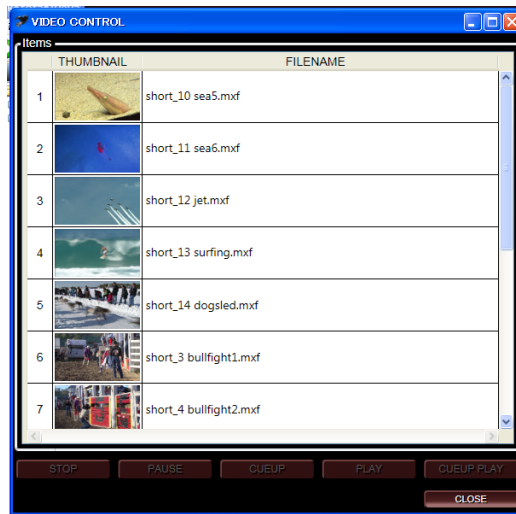 VIDEO CONTROL
Items
THUMBNAIL FILENAME
1 short_10 sea5.mxf
2 short_11 sea6.mxf
3 short_12 jet.mxf
4 short_13 surfing.mxf
5 short_14 dogsled.mxf
6 short_3 bullfight1.mxf
7 short_4 bullfight2.mxf
STOP PAUSE CUEUP PLAY CUEUP PLAY
CLOSE